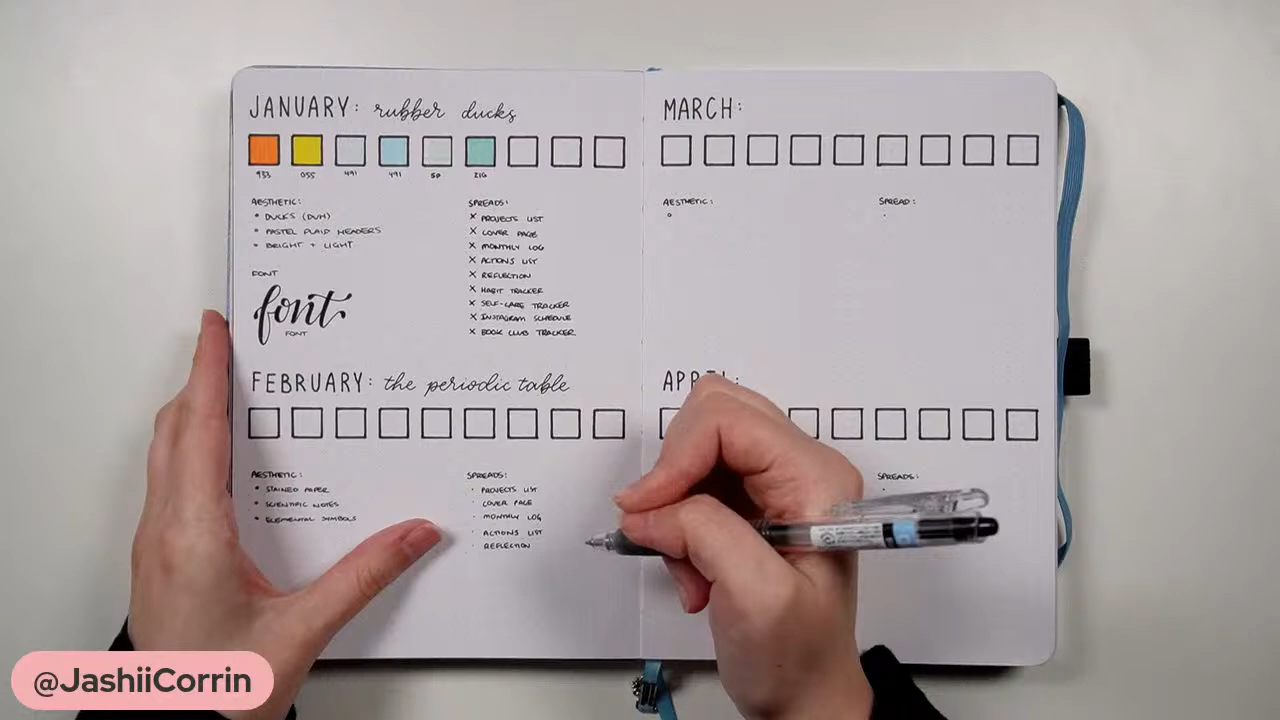 JANUARY: rubber ducks
933 055 491 491 BP 216
AESTHETIC:
• DUCKS (DUH)
• PASTEL PLAID HEADERS
• BRIGHT + LIGHT
FONT
font
FONT
SPREADS:
X PROJECTS LIST
X COVER PAGE
X MONTHLY LOG
X ACTIONS LIST
X REFLECTION
X HABIT TRACKER
X SELF-CARE TRACKER
X INSTAGRAM SCHEDULE
X BOOK CLUB TRACKER
FEBRUARY: the periodic table
AESTHETIC:
• STAINED PAPER
• SCIENTIFIC NOTES
• ELEMENTAL SYMBOLS
SPREADS:
· PROJECTS LIST
· COVER PAGE
· MONTHLY LOG
· ACTIONS LIST
· REFLECTION
MARCH:
AESTHETIC:
SPREAD:
APRIL:
SPREADS:
@JashiiCorrin